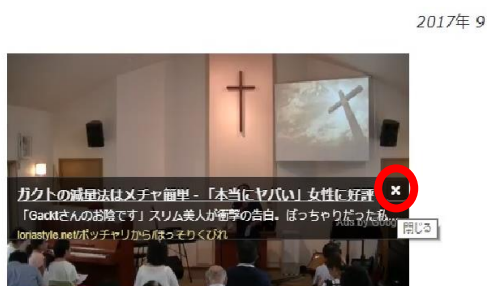 2017年 9
ガクトの減量法はメチャ簡単 - 「本当にヤバい」女性に好評
「Gacktさんのお陰です」スリム美人が衝撃の告白。ぽっちゃりだった私...
loriastyle.net/ポッチャリからほっそりくびれ
Ads by Google
閉じる